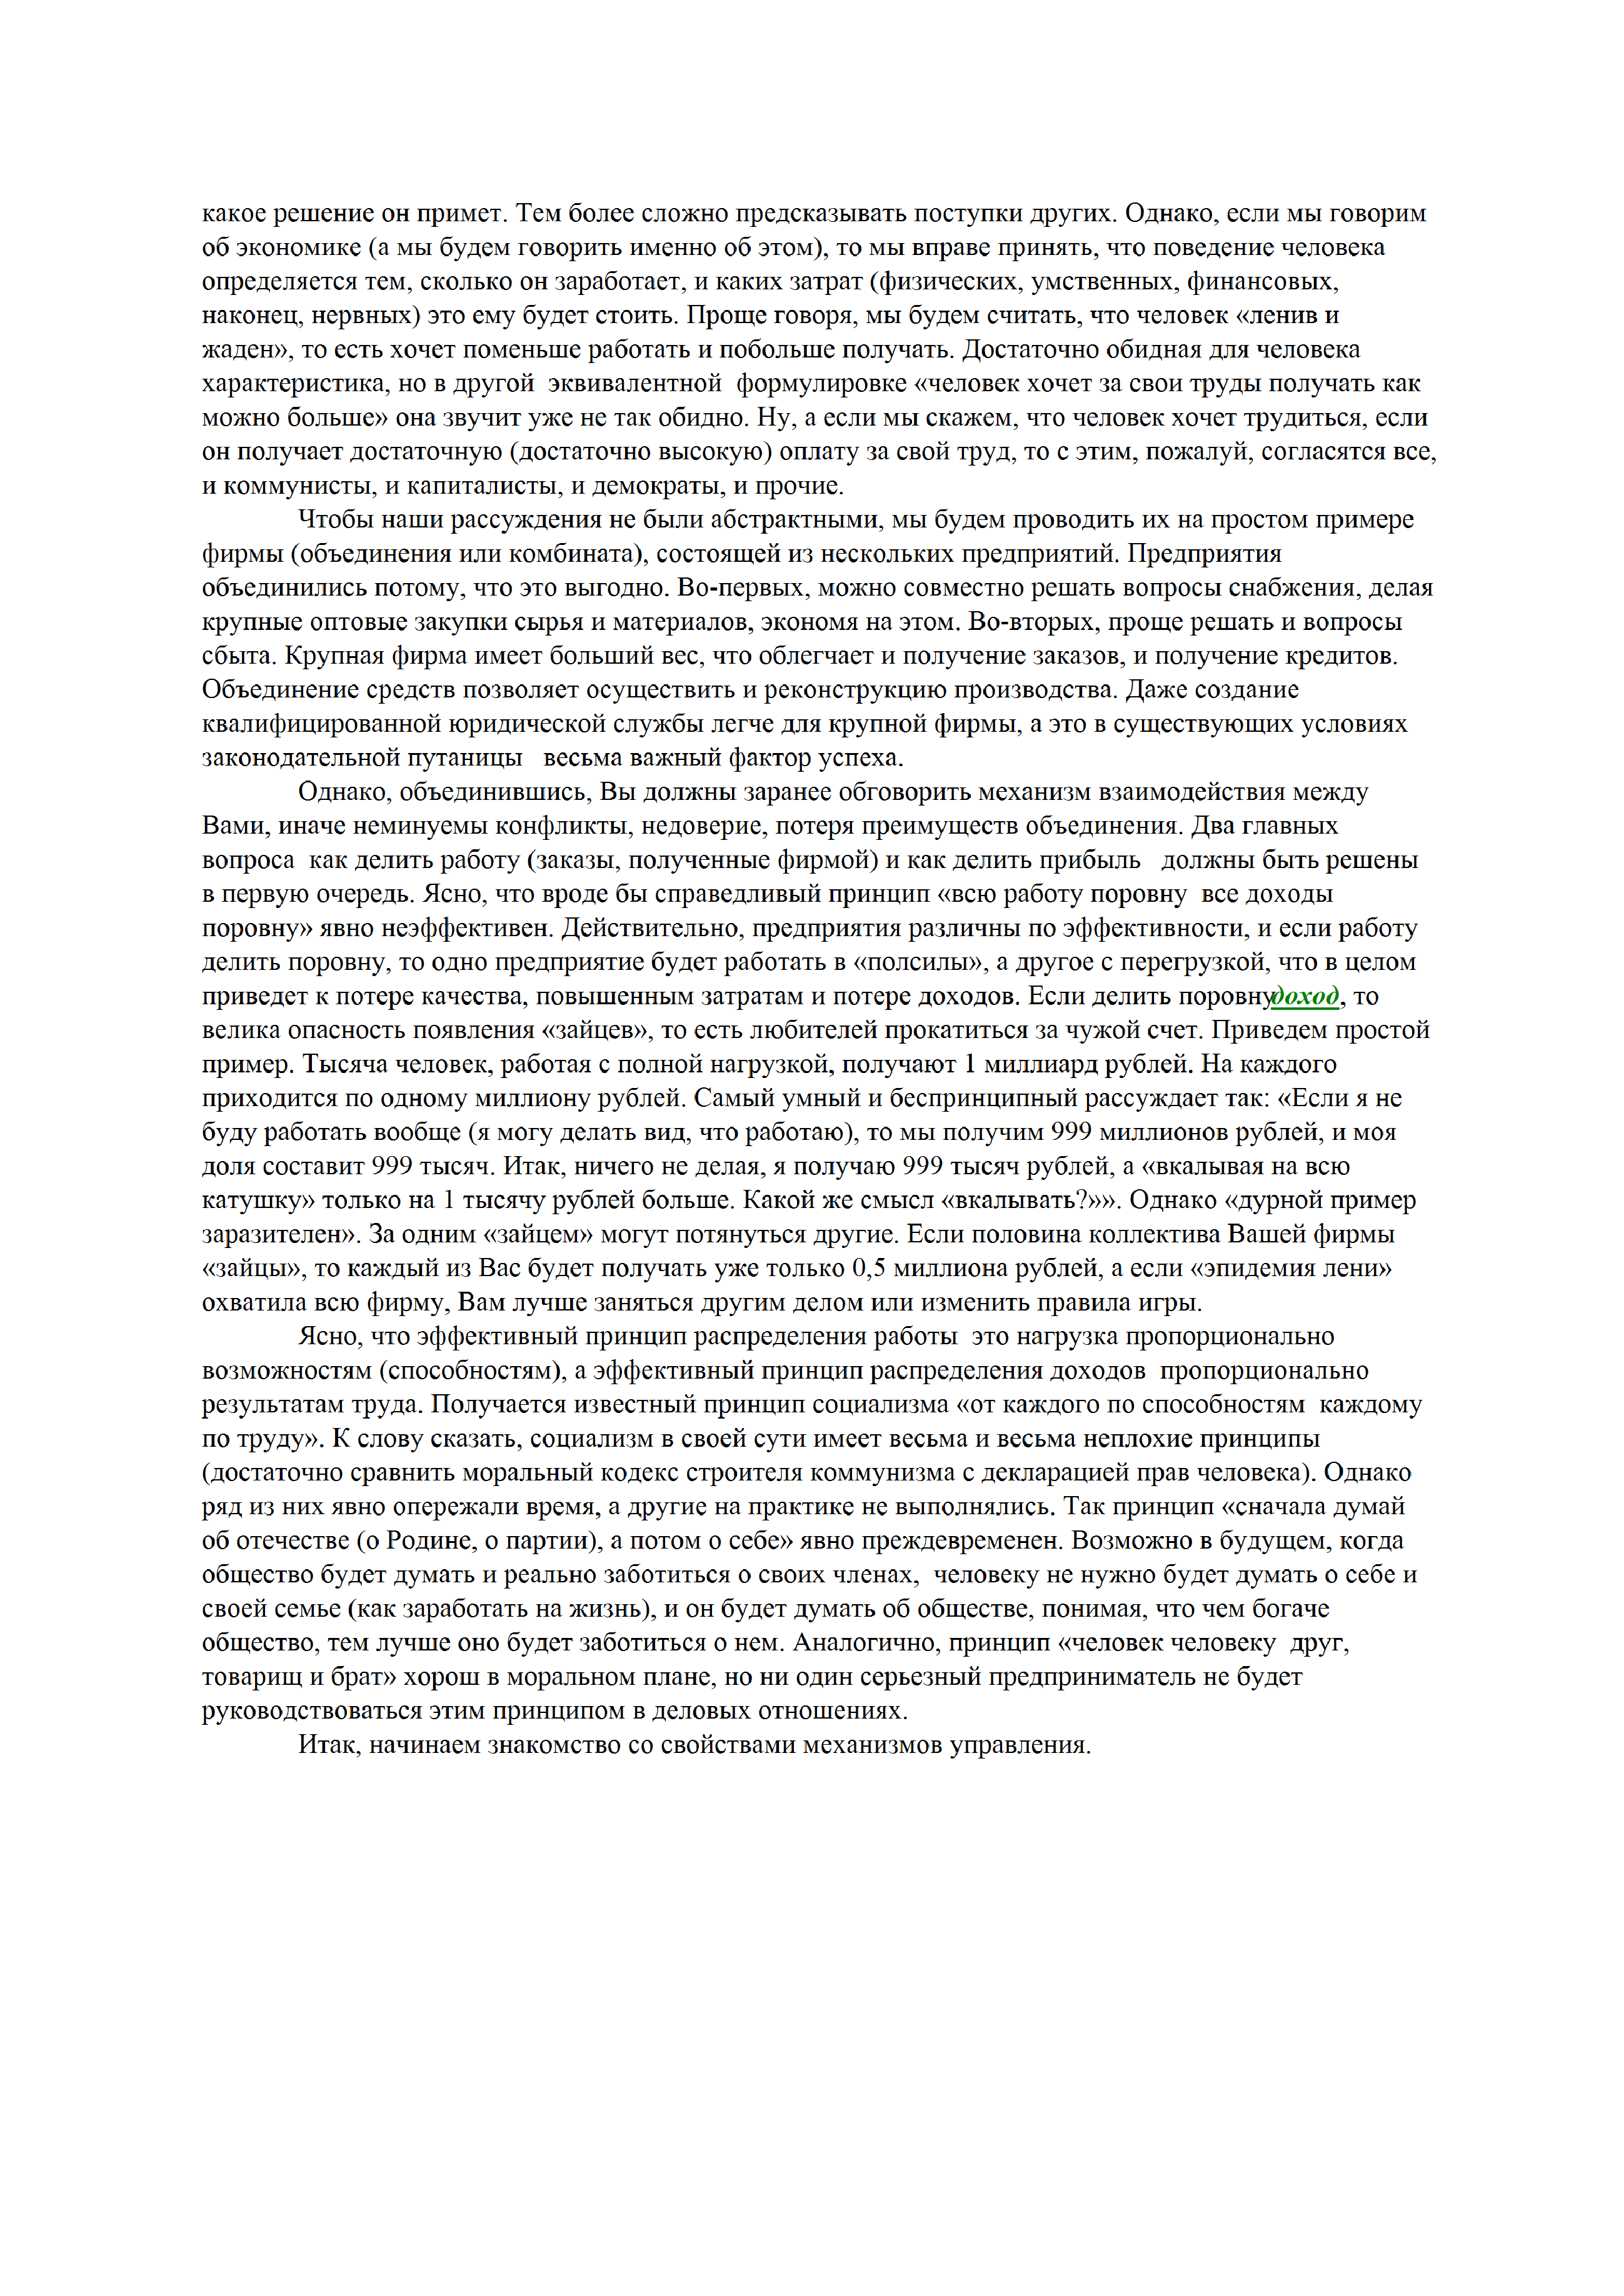 какое решение он примет. Тем более сложно предсказывать поступки других. Однако, если мы говорим
об экономике (а мы будем говорить именно об этом), то мы вправе принять, что поведение человека
определяется тем, сколько он заработает, и каких затрат (физических, умственных, финансовых,
наконец, нервных) это ему будет стоить. Проще говоря, мы будем считать, что человек «ленив и
жаден», то есть хочет поменьше работать и побольше получать. Достаточно обидная для человека
характеристика, но в другой  эквивалентной  формулировке «человек хочет за свои труды получать как
можно больше» она звучит уже не так обидно. Ну, а если мы скажем, что человек хочет трудиться, если
он получает достаточную (достаточно высокую) оплату за свой труд, то с этим, пожалуй, согласятся все,
и коммунисты, и капиталисты, и демократы, и прочие.
Чтобы наши рассуждения не были абстрактными, мы будем проводить их на простом примере
фирмы (объединения или комбината), состоящей из нескольких предприятий. Предприятия
объединились потому, что это выгодно. Во-первых, можно совместно решать вопросы снабжения, делая
крупные оптовые закупки сырья и материалов, экономя на этом. Во-вторых, проще решать и вопросы
сбыта. Крупная фирма имеет больший вес, что облегчает и получение заказов, и получение кредитов.
Объединение средств позволяет осуществить и реконструкцию производства. Даже создание
квалифицированной юридической службы легче для крупной фирмы, а это в существующих условиях
законодательной путаницы   весьма важный фактор успеха.
Однако, объединившись, Вы должны заранее обговорить механизм взаимодействия между
Вами, иначе неминуемы конфликты, недоверие, потеря преимуществ объединения. Два главных
вопроса  как делить работу (заказы, полученные фирмой) и как делить прибыль   должны быть решены
в первую очередь. Ясно, что вроде бы справедливый принцип «всю работу поровну  все доходы
поровну» явно неэффективен. Действительно, предприятия различны по эффективности, и если работу
делить поровну, то одно предприятие будет работать в «полсилы», а другое с перегрузкой, что в целом
приведет к потере качества, повышенным затратам и потере доходов. Если делить поровну доход, то
велика опасность появления «зайцев», то есть любителей прокатиться за чужой счет. Приведем простой
пример. Тысяча человек, работая с полной нагрузкой, получают 1 миллиард рублей. На каждого
приходится по одному миллиону рублей. Самый умный и беспринципный рассуждает так: «Если я не
буду работать вообще (я могу делать вид, что работаю), то мы получим 999 миллионов рублей, и моя
доля составит 999 тысяч. Итак, ничего не делая, я получаю 999 тысяч рублей, а «вкалывая на всю
катушку» только на 1 тысячу рублей больше. Какой же смысл «вкалывать?»». Однако «дурной пример
заразителен». За одним «зайцем» могут потянуться другие. Если половина коллектива Вашей фирмы
«зайцы», то каждый из Вас будет получать уже только 0,5 миллиона рублей, а если «эпидемия лени»
охватила всю фирму, Вам лучше заняться другим делом или изменить правила игры.
Ясно, что эффективный принцип распределения работы  это нагрузка пропорционально
возможностям (способностям), а эффективный принцип распределения доходов  пропорционально
результатам труда. Получается известный принцип социализма «от каждого по способностям  каждому
по труду». К слову сказать, социализм в своей сути имеет весьма и весьма неплохие принципы
(достаточно сравнить моральный кодекс строителя коммунизма с декларацией прав человека). Однако
ряд из них явно опережали время, а другие на практике не выполнялись. Так принцип «сначала думай
об отечестве (о Родине, о партии), а потом о себе» явно преждевременен. Возможно в будущем, когда
общество будет думать и реально заботиться о своих членах,  человеку не нужно будет думать о себе и
своей семье (как заработать на жизнь), и он будет думать об обществе, понимая, что чем богаче
общество, тем лучше оно будет заботиться о нем. Аналогично, принцип «человек человеку  друг,
товарищ и брат» хорош в моральном плане, но ни один серьезный предприниматель не будет
руководствоваться этим принципом в деловых отношениях.
Итак, начинаем знакомство со свойствами механизмов управления.